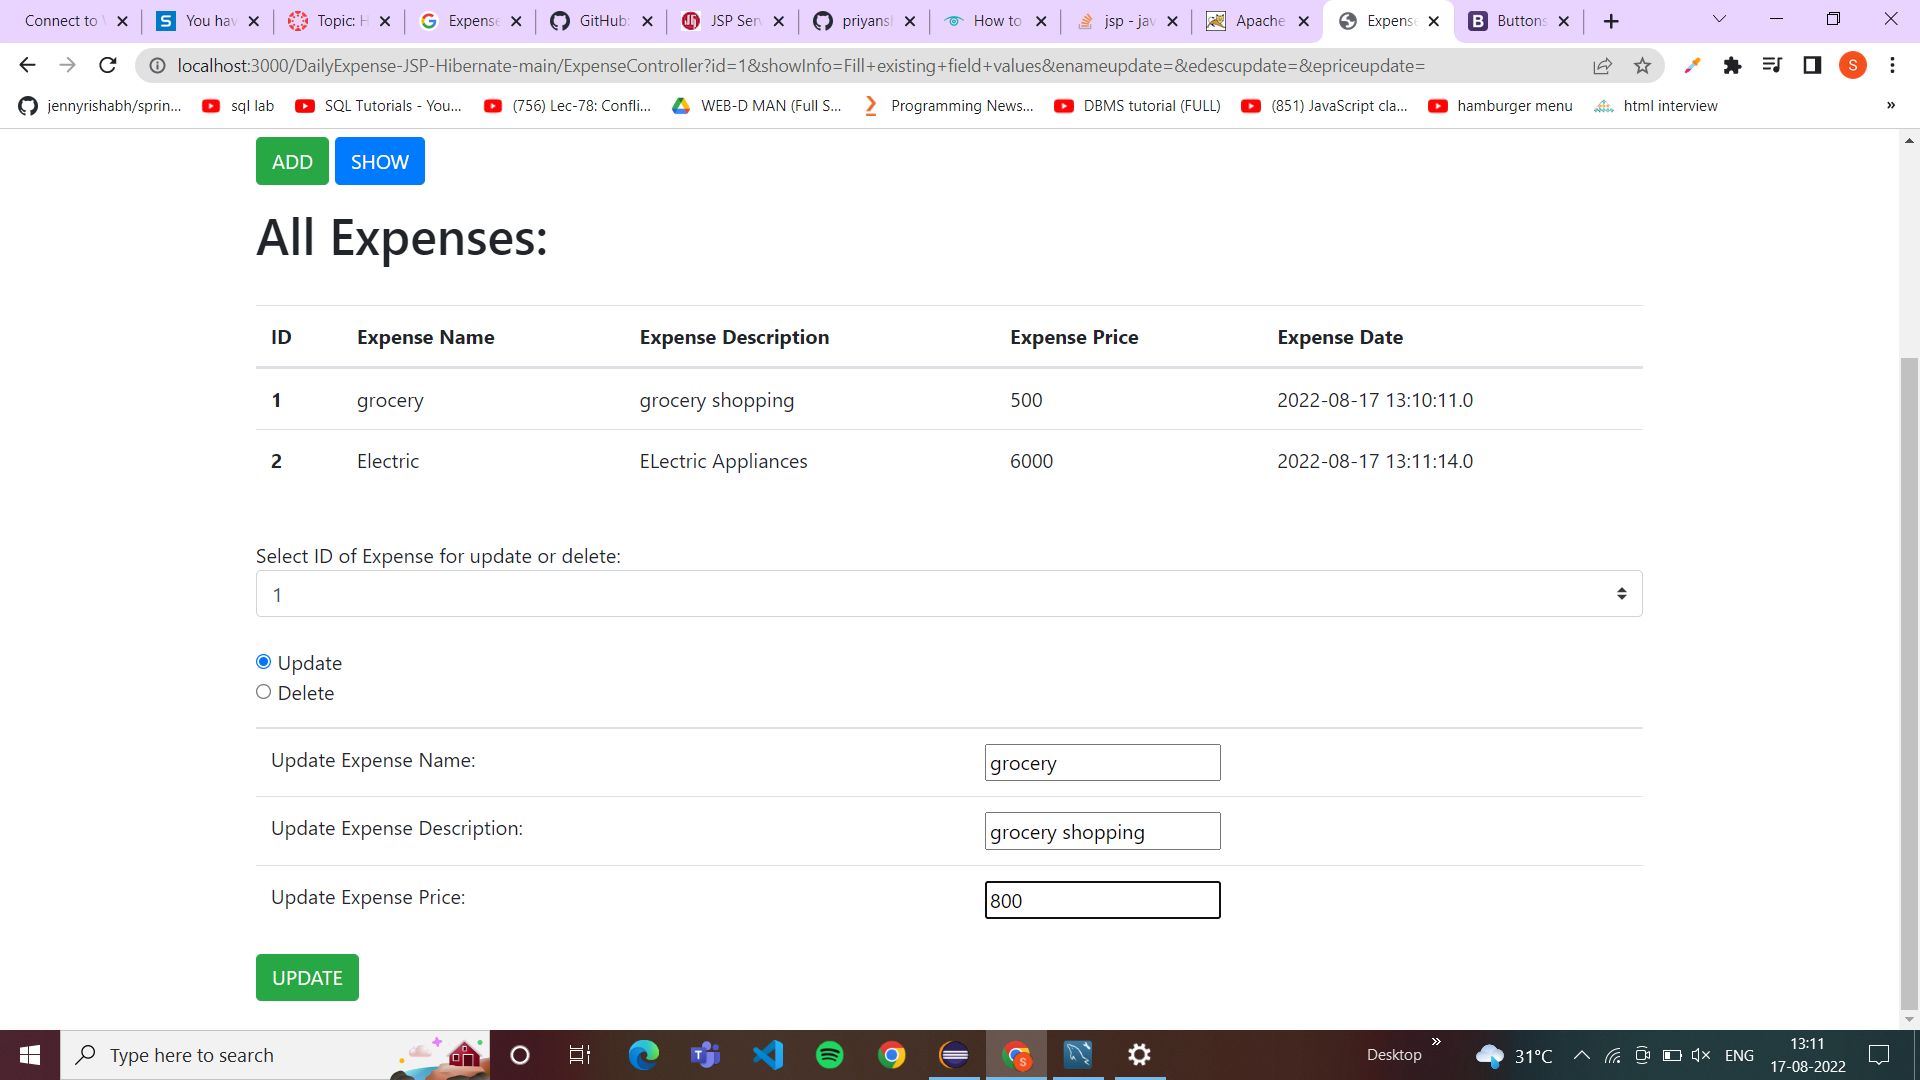 Connect to
You hav
Topic: H
Expense
GitHub:
JSP Serv
priyansh
How to
jsp - jav
Apache
Expense
Buttons
localhost:3000/DailyExpense-JSP-Hibernate-main/ExpenseController?id=1&showInfo=Fill+existing+field+values&enameupdate=&edescupdate=&epriceupdate=
S
jennyrishabh/sprin...
sql lab
SQL Tutorials - You...
(756) Lec-78: Confli...
WEB-D MAN (Full S...
Programming News...
DBMS tutorial (FULL)
(851) JavaScript cla...
hamburger menu
html interview
»
ADD SHOW
All Expenses:
ID Expense Name Expense Description Expense Price Expense Date
1 grocery grocery shopping 500 2022-08-17 13:10:11.0
2 Electric ELectric Appliances 6000 2022-08-17 13:11:14.0
Select ID of Expense for update or delete:
1
Update
Delete
Update Expense Name: grocery
Update Expense Description: grocery shopping
Update Expense Price: 800
UPDATE
Type here to search
Desktop
»
31°C
ENG
13:11
17-08-2022